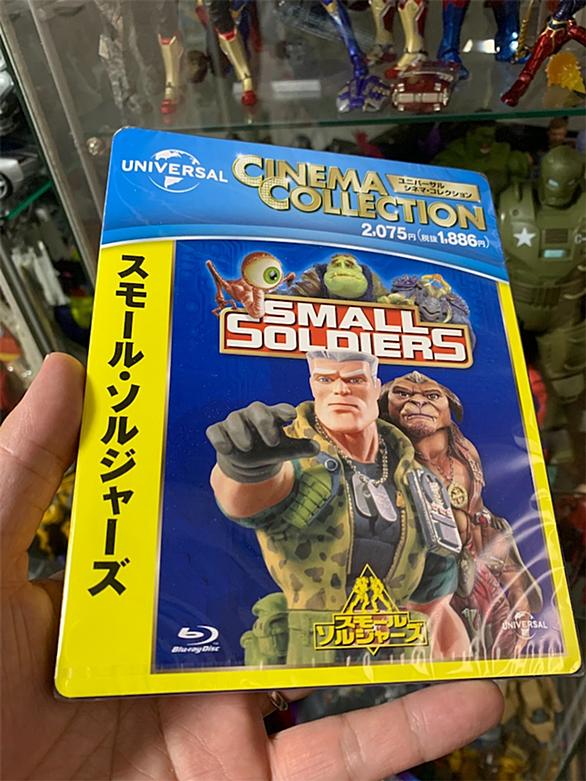 UNIVERSAL
CINEMA
COLLECTION
ユニバーサル
シネマ・コレクション
2,075円(税抜1,886円)
スモール・ソルジャーズ
SMALL
SOLDIERS
スモール
ソルジャーズ
Blu-ray Disc
UNIVERSAL